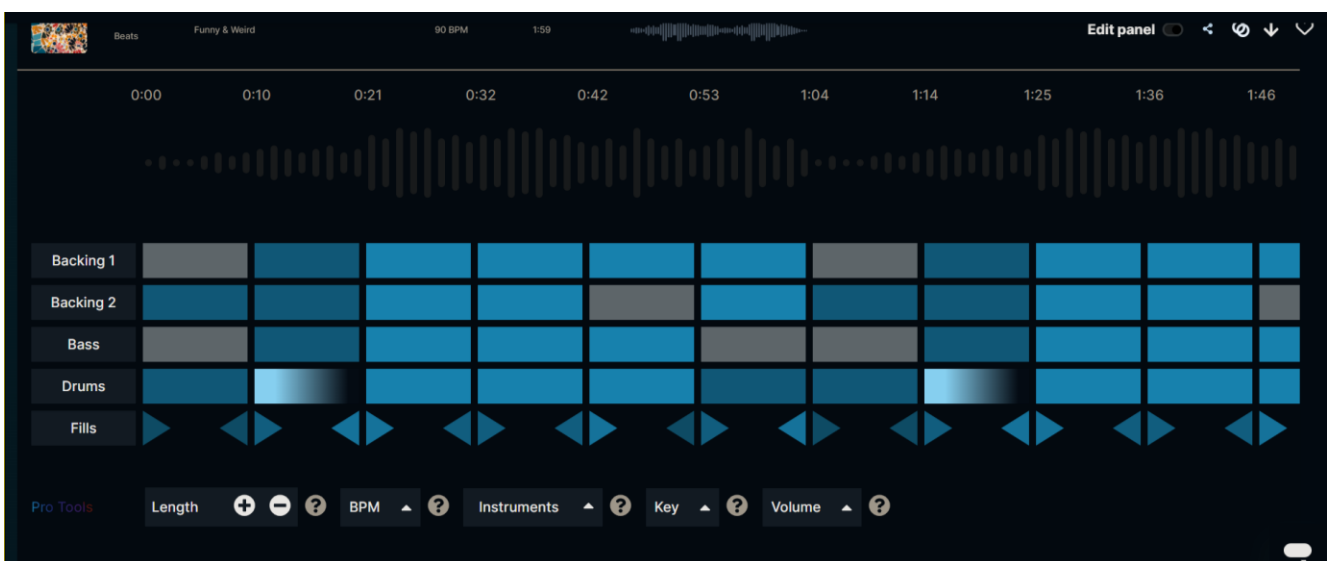 Beats Funny & Weird 90 BPM 1:59 Edit panel
0:00 0:10 0:21 0:32 0:42 0:53 1:04 1:14 1:25 1:36 1:46
Backing 1
Backing 2
Bass
Drums
Fills
Pro Tools Length ? BPM ? Instruments ? Key ? Volume ?